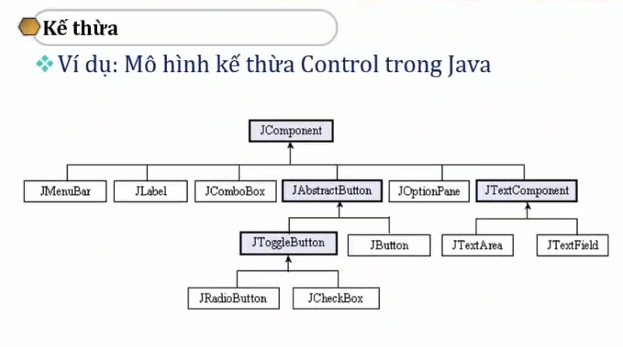 Kế thừa
Ví dụ: Mô hình kế thừa Control trong Java
JComponent
JMenuBar JLabel JComboBox JAbstractButton JOptionPane JTextComponent
JToggleButton JButton JTextArea JTextField
JRadioButton JCheckBox